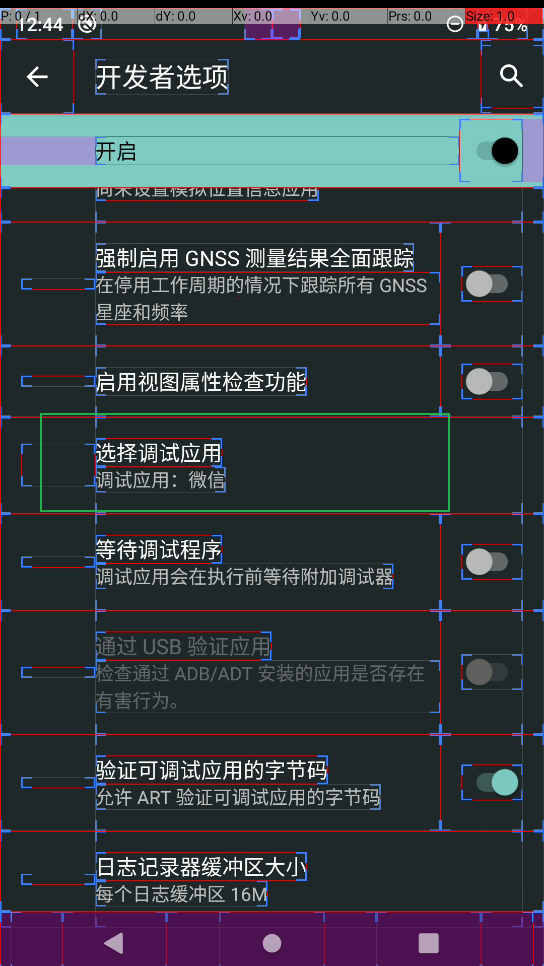 P: 0 / 1 dX: 0.0 dY: 0.0 Xv: 0.0 Yv: 0.0 Prs: 0.0 Size: 1.0
12:44 75%
开发者选项
开启
尚未设置模拟位置信息应用
强制启用 GNSS 测量结果全面跟踪
在停用工作周期的情况下跟踪所有 GNSS
星座和频率
启用视图属性检查功能
选择调试应用
调试应用：微信
等待调试程序
调试应用会在执行前等待附加调试器
通过 USB 验证应用
检查通过 ADB/ADT 安装的应用是否存在
有害行为。
验证可调试应用的字节码
允许 ART 验证可调试应用的字节码
日志记录器缓冲区大小
每个日志缓冲区 16M